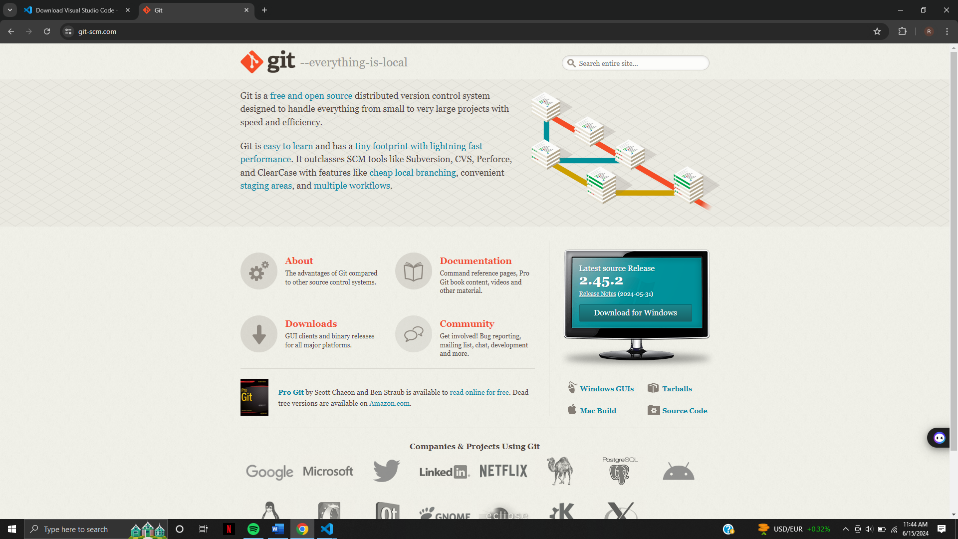 Download Visual Studio Code -
Git
git-scm.com
git --everything-is-local
Search entire site...
Git is a free and open source distributed version control system
designed to handle everything from small to very large projects with
speed and efficiency.
Git is easy to learn and has a tiny footprint with lightning fast
performance. It outclasses SCM tools like Subversion, CVS, Perforce,
and ClearCase with features like cheap local branching, convenient
staging areas, and multiple workflows.
About
The advantages of Git compared
to other source control systems.
Documentation
Command reference pages, Pro
Git book content, videos and
other material.
Downloads
GUI clients and binary releases
for all major platforms.
Community
Get involved! Bug reporting,
mailing list, chat, development
and more.
Latest source Release
2.45.2
Release Notes (2024-05-31)
Download for Windows
Windows GUIs
Tarballs
Mac Build
Source Code
Git
Pro Git by Scott Chacon and Ben Straub is available to read online for free. Dead
tree versions are available on Amazon.com.
Companies & Projects Using Git
Google
Microsoft
LinkedIn
NETFLIX
PostgreSQL
Qt
GNOME
eclipse
Type here to search
USD/EUR +0.32%
11:44 AM
6/15/2024